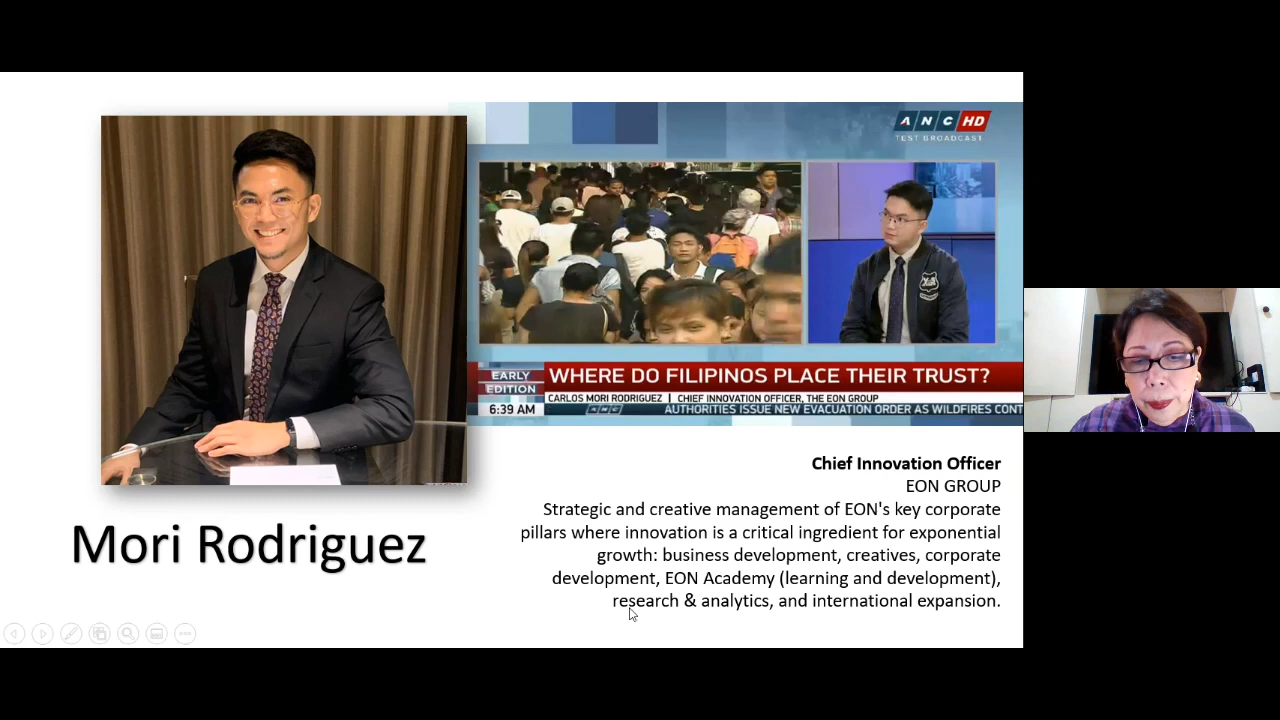 ANC HD
TEST BROADCAST
EARLY EDITION
WHERE DO FILIPINOS PLACE THEIR TRUST?
CARLOS MORI RODRIGUEZ | CHIEF INNOVATION OFFICER, THE EON GROUP
6:39 AM
ANC
AUTHORITIES ISSUE NEW EVACUATION ORDER AS WILDFIRES CONT
Mori Rodriguez
Chief Innovation Officer
EON GROUP
Strategic and creative management of EON's key corporate
pillars where innovation is a critical ingredient for exponential
growth: business development, creatives, corporate
development, EON Academy (learning and development),
research & analytics, and international expansion.